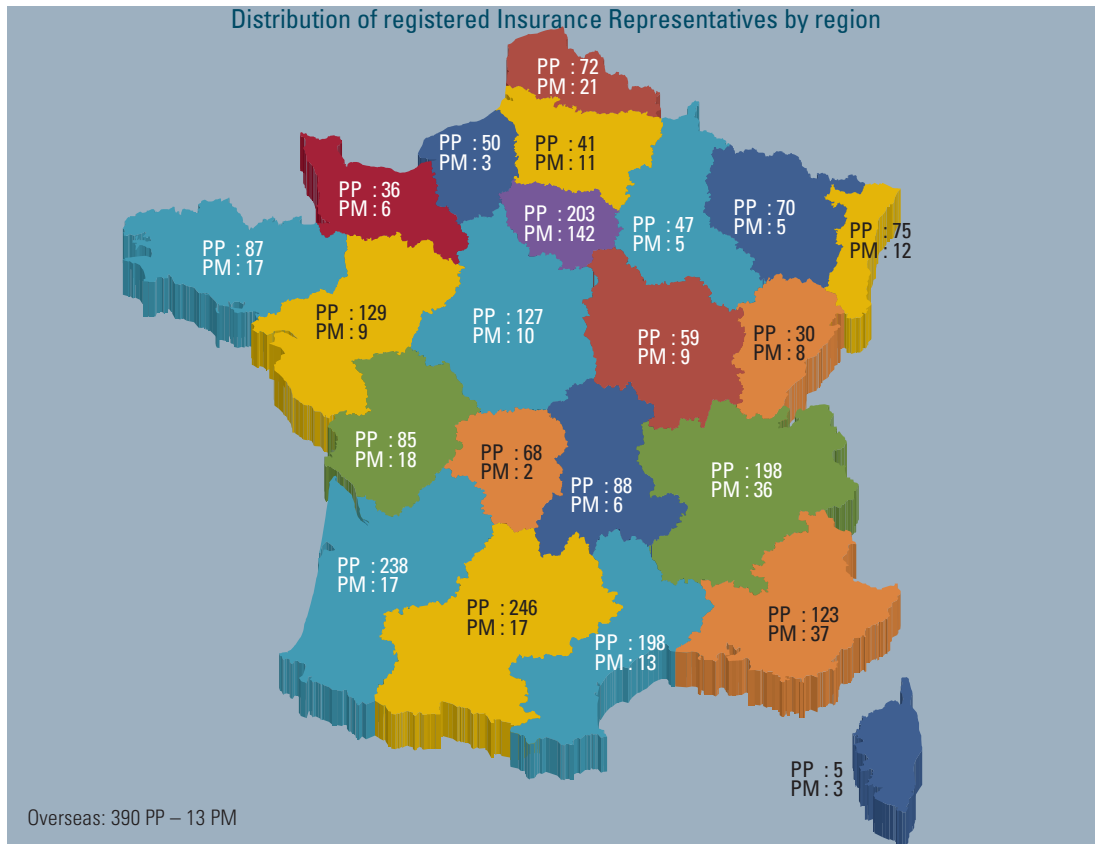 Distribution of registered Insurance Representatives by region
PP : 72
PM : 21
PP : 50
PM : 3
PP : 41
PM : 11
PP : 36
PM : 6
PP : 203
PM : 142
PP : 47
PM : 5
PP : 70
PM : 5
PP : 75
PM : 12
PP : 87
PM : 17
PP : 129
PM : 9
PP : 127
PM : 10
PP : 59
PM : 9
PP : 30
PM : 8
PP : 85
PM : 18
PP : 68
PM : 2
PP : 88
PM : 6
PP : 198
PM : 36
PP : 238
PM : 17
PP : 246
PM : 17
PP : 198
PM : 13
PP : 123
PM : 37
PP : 5
PM : 3
Overseas: 390 PP – 13 PM